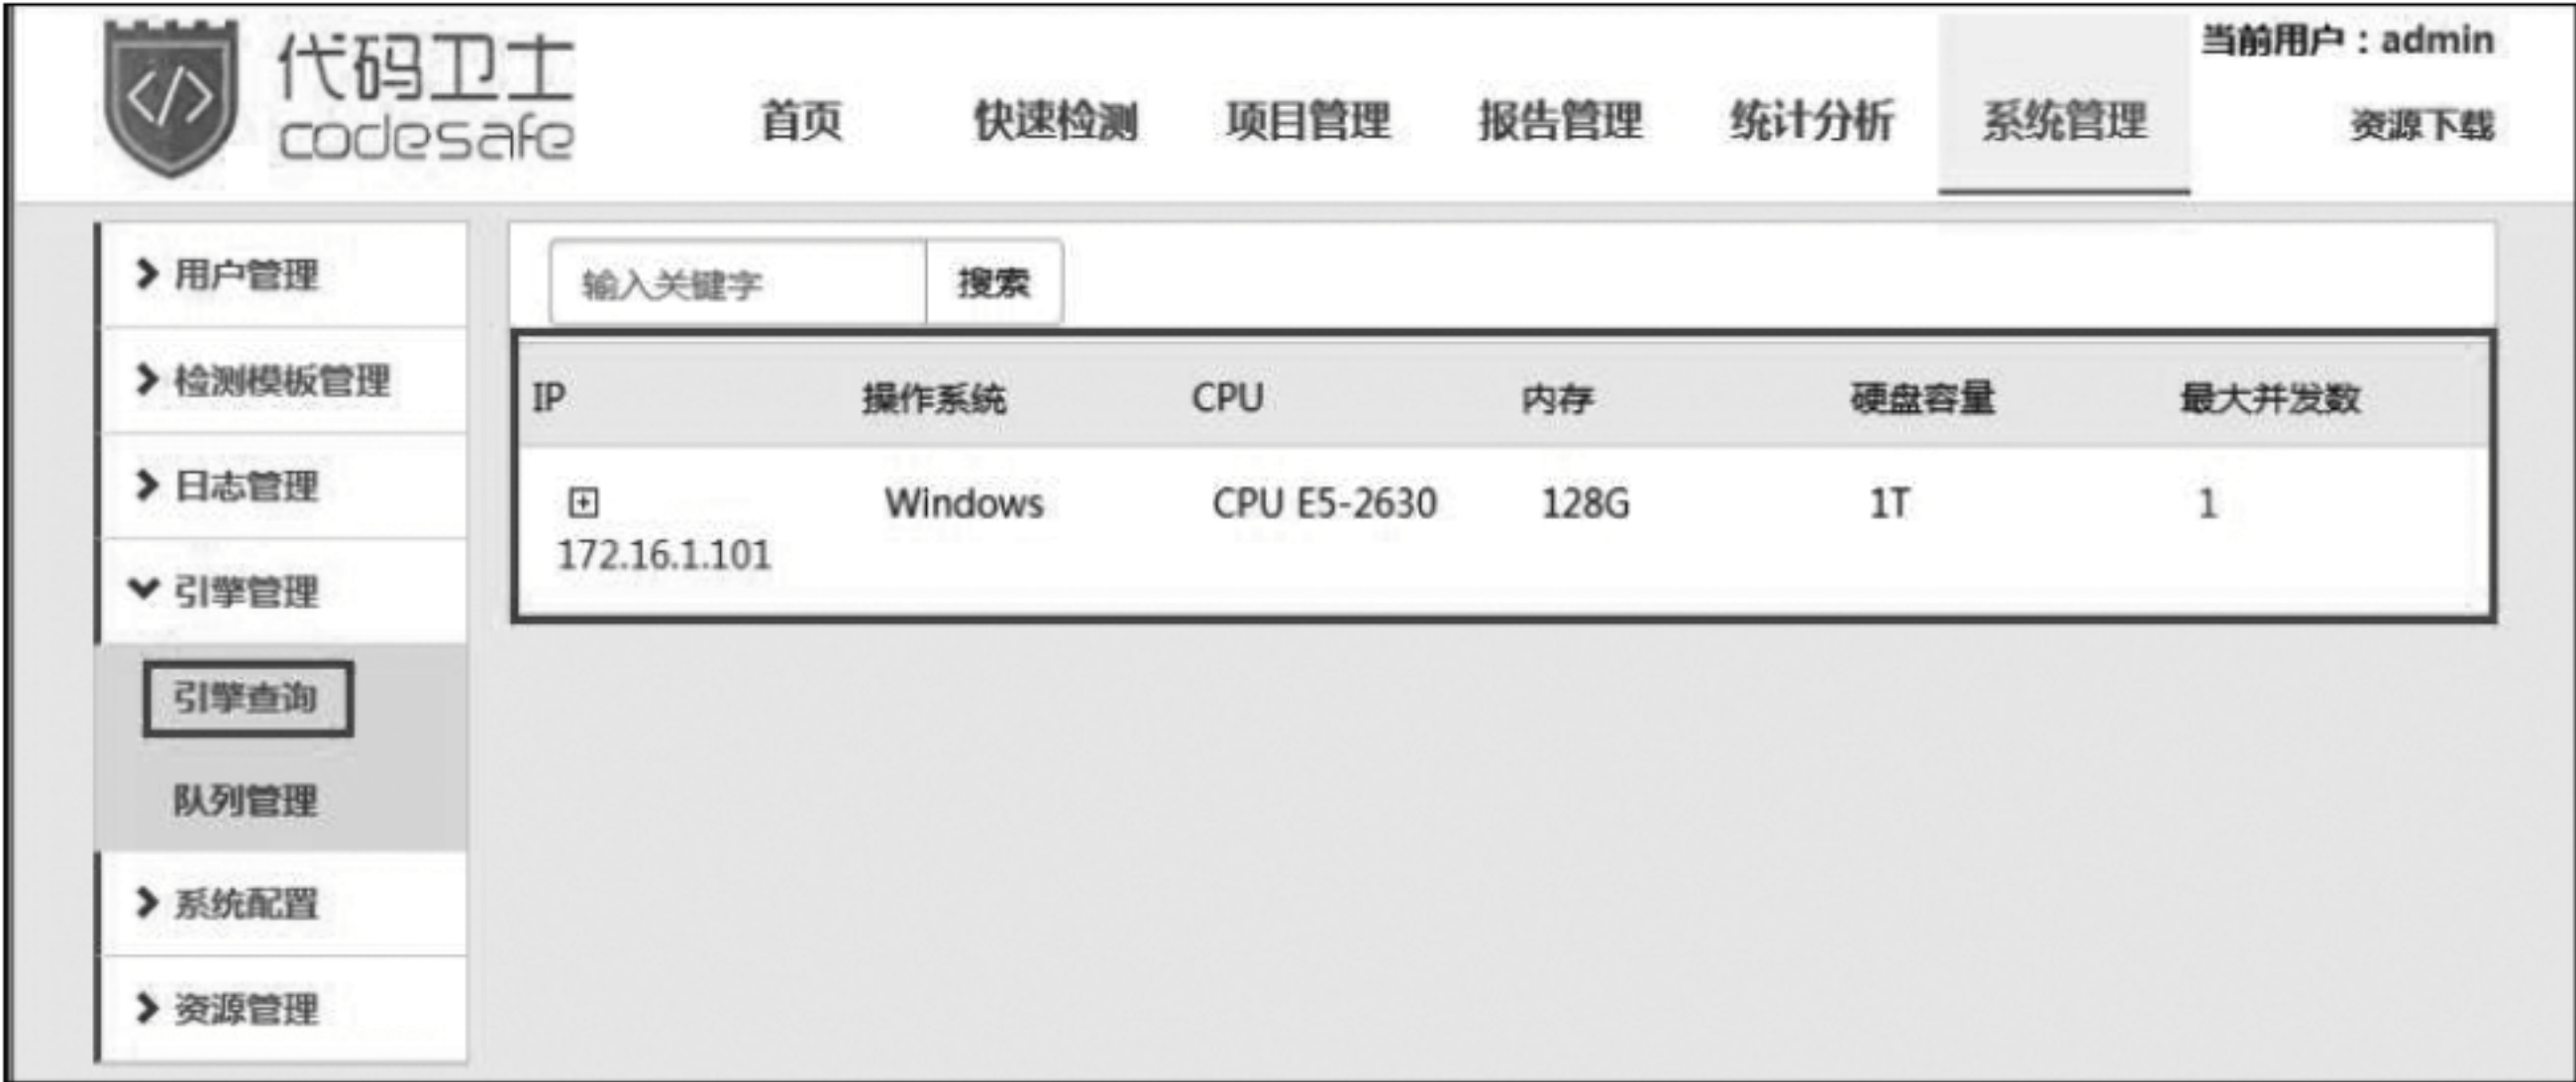 代码卫士
codesafe
当前用户：admin
首页 快速检测 项目管理 报告管理 统计分析 系统管理 资源下载
用户管理
检测模板管理
日志管理
引擎管理
引擎查询
队列管理
系统配置
资源管理
输入关键字 搜索
IP 操作系统 CPU 内存 硬盘容量 最大并发数
Windows CPU E5-2630 128G 1T 1
172.16.1.101